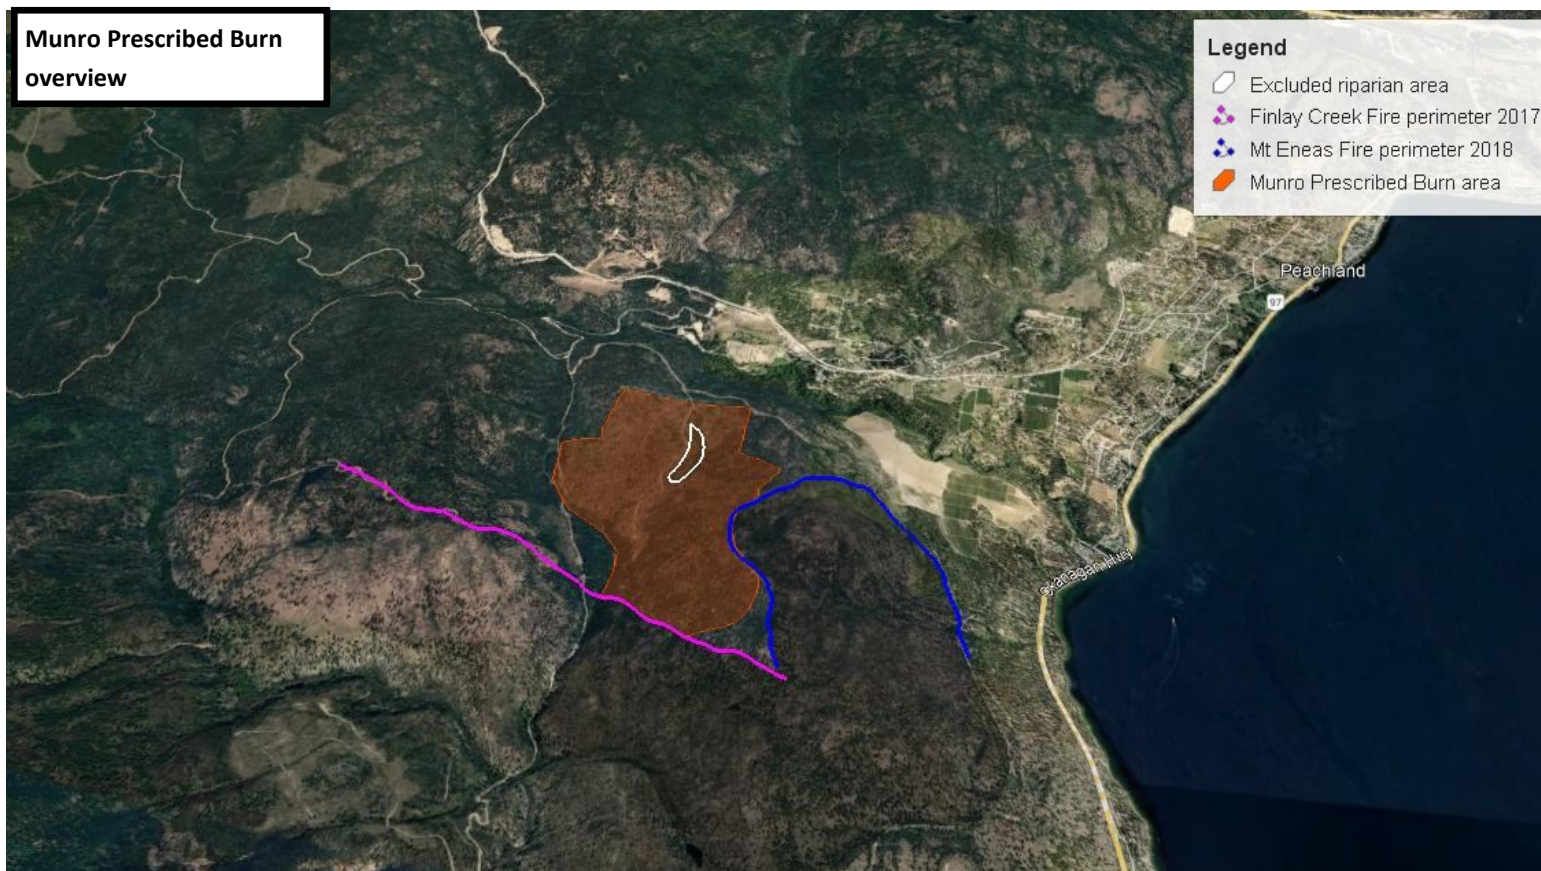 Munro Prescribed Burn
overview
Legend
Excluded riparian area
Finlay Creek Fire perimeter 2017
Mt Eneas Fire perimeter 2018
Munro Prescribed Burn area
Peachland
97
Okanagan Hwy